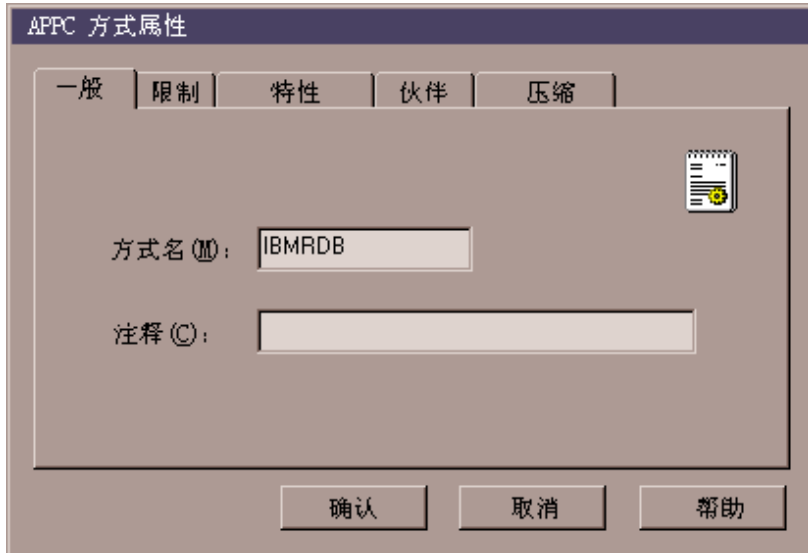 APPC 方式属性
一般 限制 特性 伙伴 压缩
方式名(M): IBMRDB
注释(C):
确认 取消 帮助